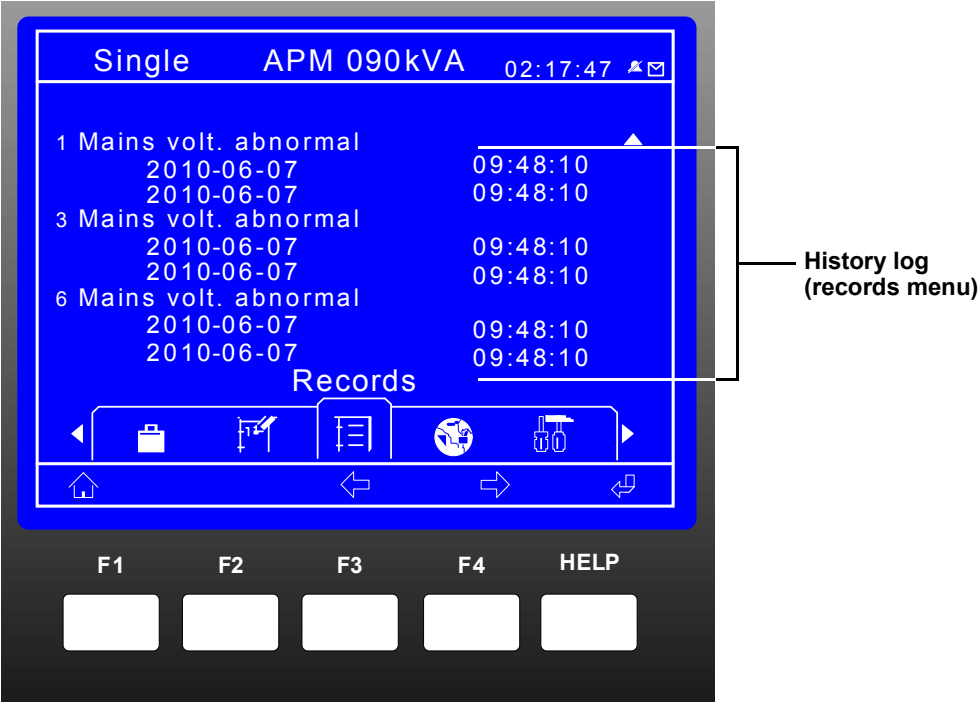 Single APM 090kVA 02:17:47
1 Mains volt. abnormal
2010-06-07 09:48:10
2010-06-07 09:48:10
3 Mains volt. abnormal
2010-06-07 09:48:10
2010-06-07 09:48:10
6 Mains volt. abnormal
2010-06-07 09:48:10
2010-06-07 09:48:10
Records
History log
(records menu)
F1 F2 F3 F4 HELP